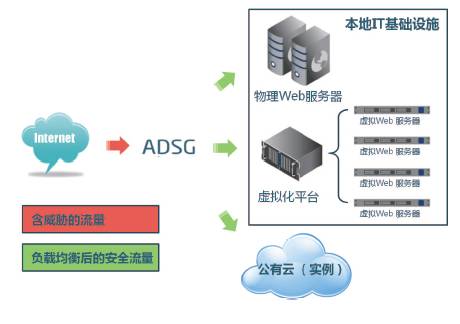 本地IT基础设施
物理Web服务器
Internet
ADSG
虚拟Web 服务器
虚拟Web 服务器
虚拟Web 服务器
虚拟Web 服务器
虚拟化平台
含威胁的流量
负载均衡后的安全流量
公有云（实例）